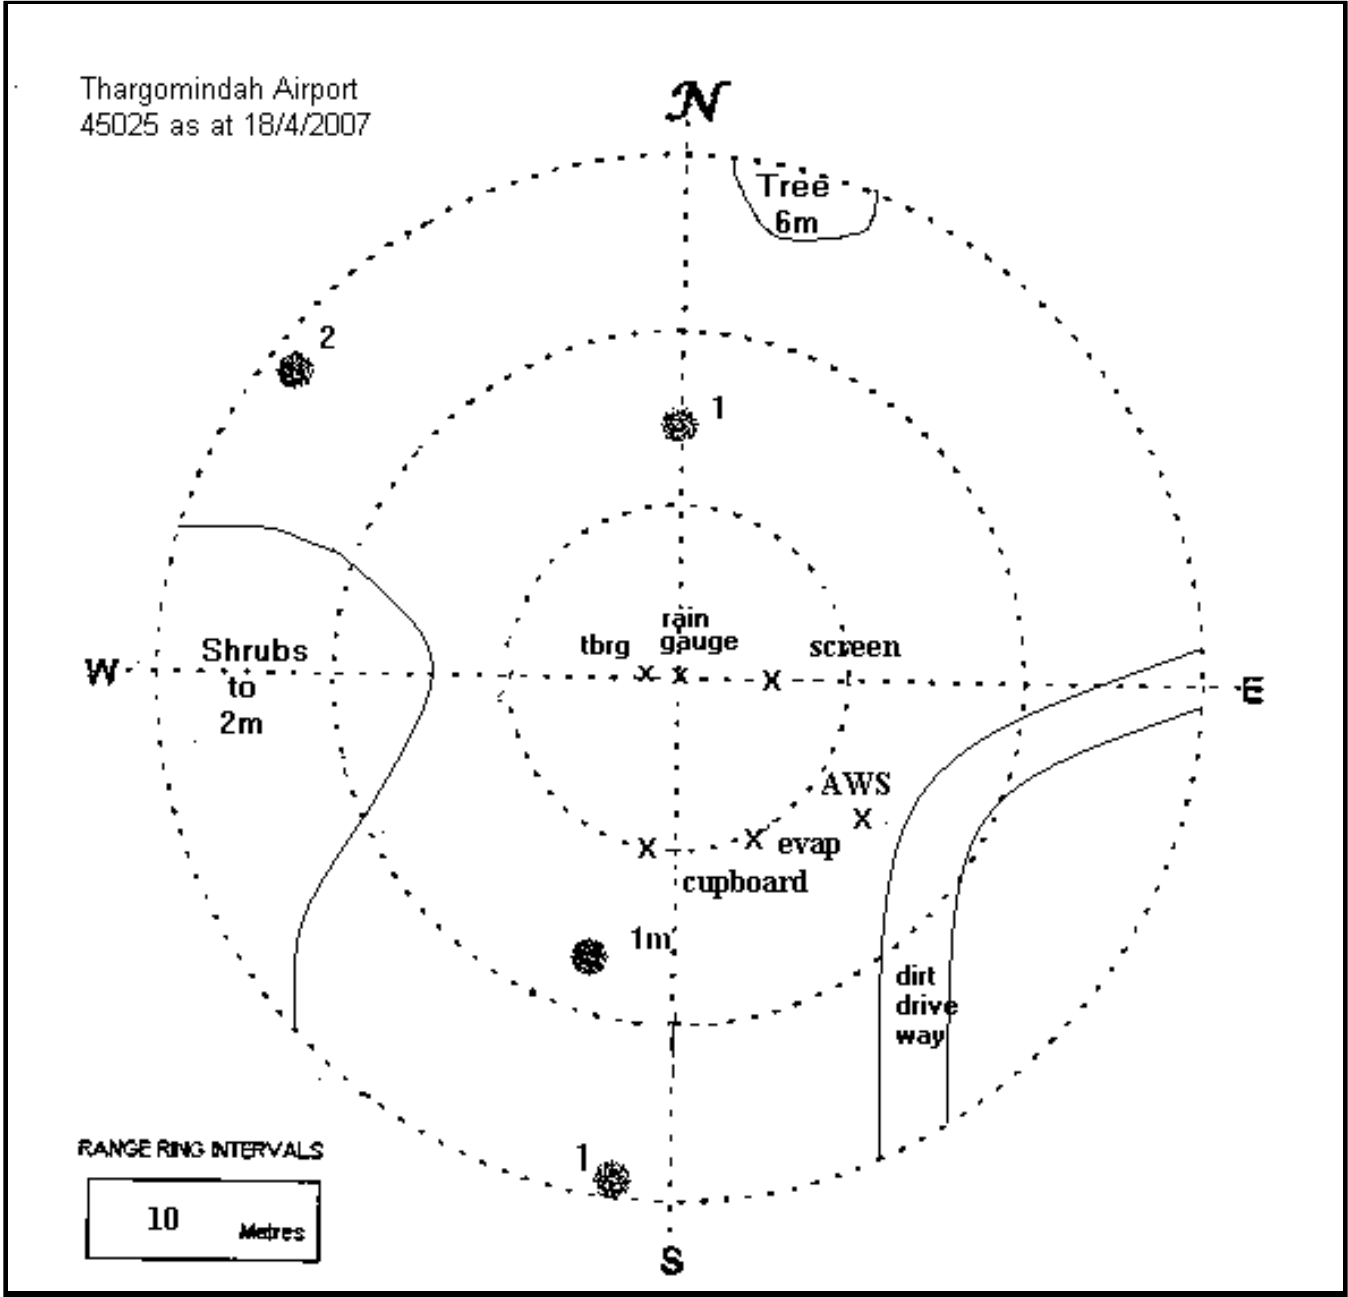 Thargomindah Airport
45025 as at 18/4/2007
N
Tree
6m
2
1
rain
gauge
tbrg
screen
Shrubs
to
2m
W
E
X X X
AWS
X
X evap
X
cupboard
1m
dirt
drive
way
1
S
RANGE RING INTERVALS
10 Metres